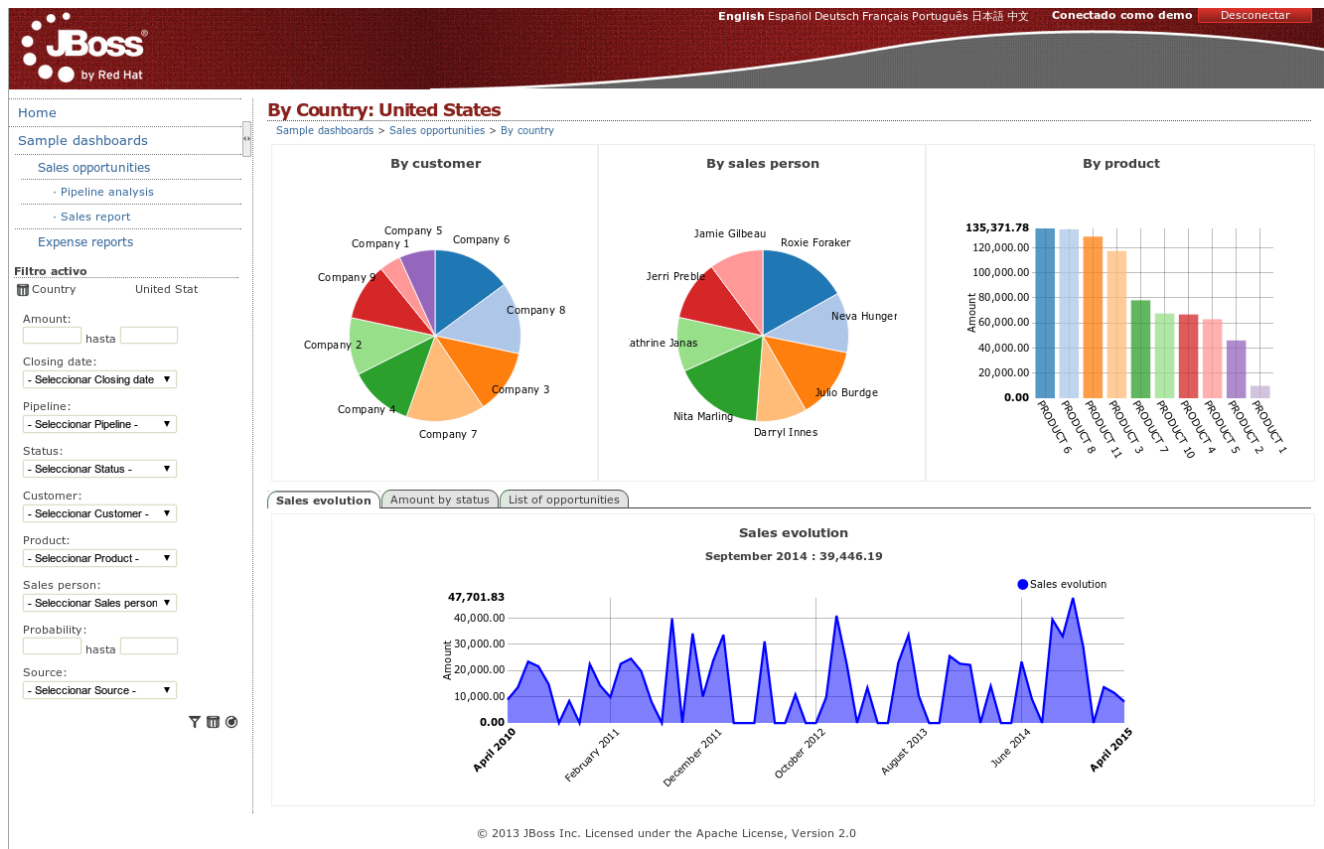 English Español Deutsch Français Português 日本語 中文 Conectado como demo Desconectar
JBoss®
by Red Hat
Home
Sample dashboards
Sales opportunities
· Pipeline analysis
· Sales report
Expense reports
Filtro activo
Country United Stat
Amount:
hasta
Closing date:
- Seleccionar Closing date
Pipeline:
- Seleccionar Pipeline -
Status:
- Seleccionar Status -
Customer:
- Seleccionar Customer -
Product:
- Seleccionar Product -
Sales person:
- Seleccionar Sales person
Probability:
hasta
Source:
- Seleccionar Source -
By Country: United States
Sample dashboards > Sales opportunities > By country
By customer
Company 5
Company 6
Company 1
Company 9
Company 8
Company 2
Company 3
Company 4
Company 7
By sales person
Jamie Gilbeau
Roxie Foraker
Jerri Preble
Neva Hunger
athrine Janas
Julio Burdge
Nita Marling
Darryl Innes
By product
135,371.78
120,000.00
100,000.00
80,000.00
60,000.00
40,000.00
20,000.00
0.00
Amount
PRODUCT 6
PRODUCT 8
PRODUCT 11
PRODUCT 3
PRODUCT 7
PRODUCT 10
PRODUCT 4
PRODUCT 5
PRODUCT 2
PRODUCT 1
Sales evolution Amount by status List of opportunities
Sales evolution
September 2014 : 39,446.19
Sales evolution
47,701.83
40,000.00
30,000.00
20,000.00
10,000.00
0.00
Amount
April 2010
February 2011
December 2011
October 2012
August 2013
June 2014
April 2015
© 2013 JBoss Inc. Licensed under the Apache License, Version 2.0